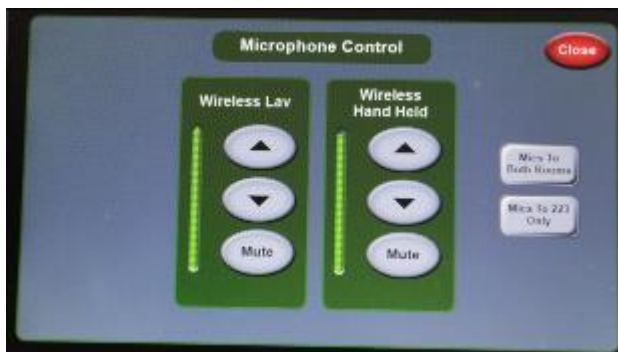 Microphone Control
Close
Wireless Lav
Mute
Wireless
Hand Held
Mute
Mics To
Both Rooms
Mics To 223
Only